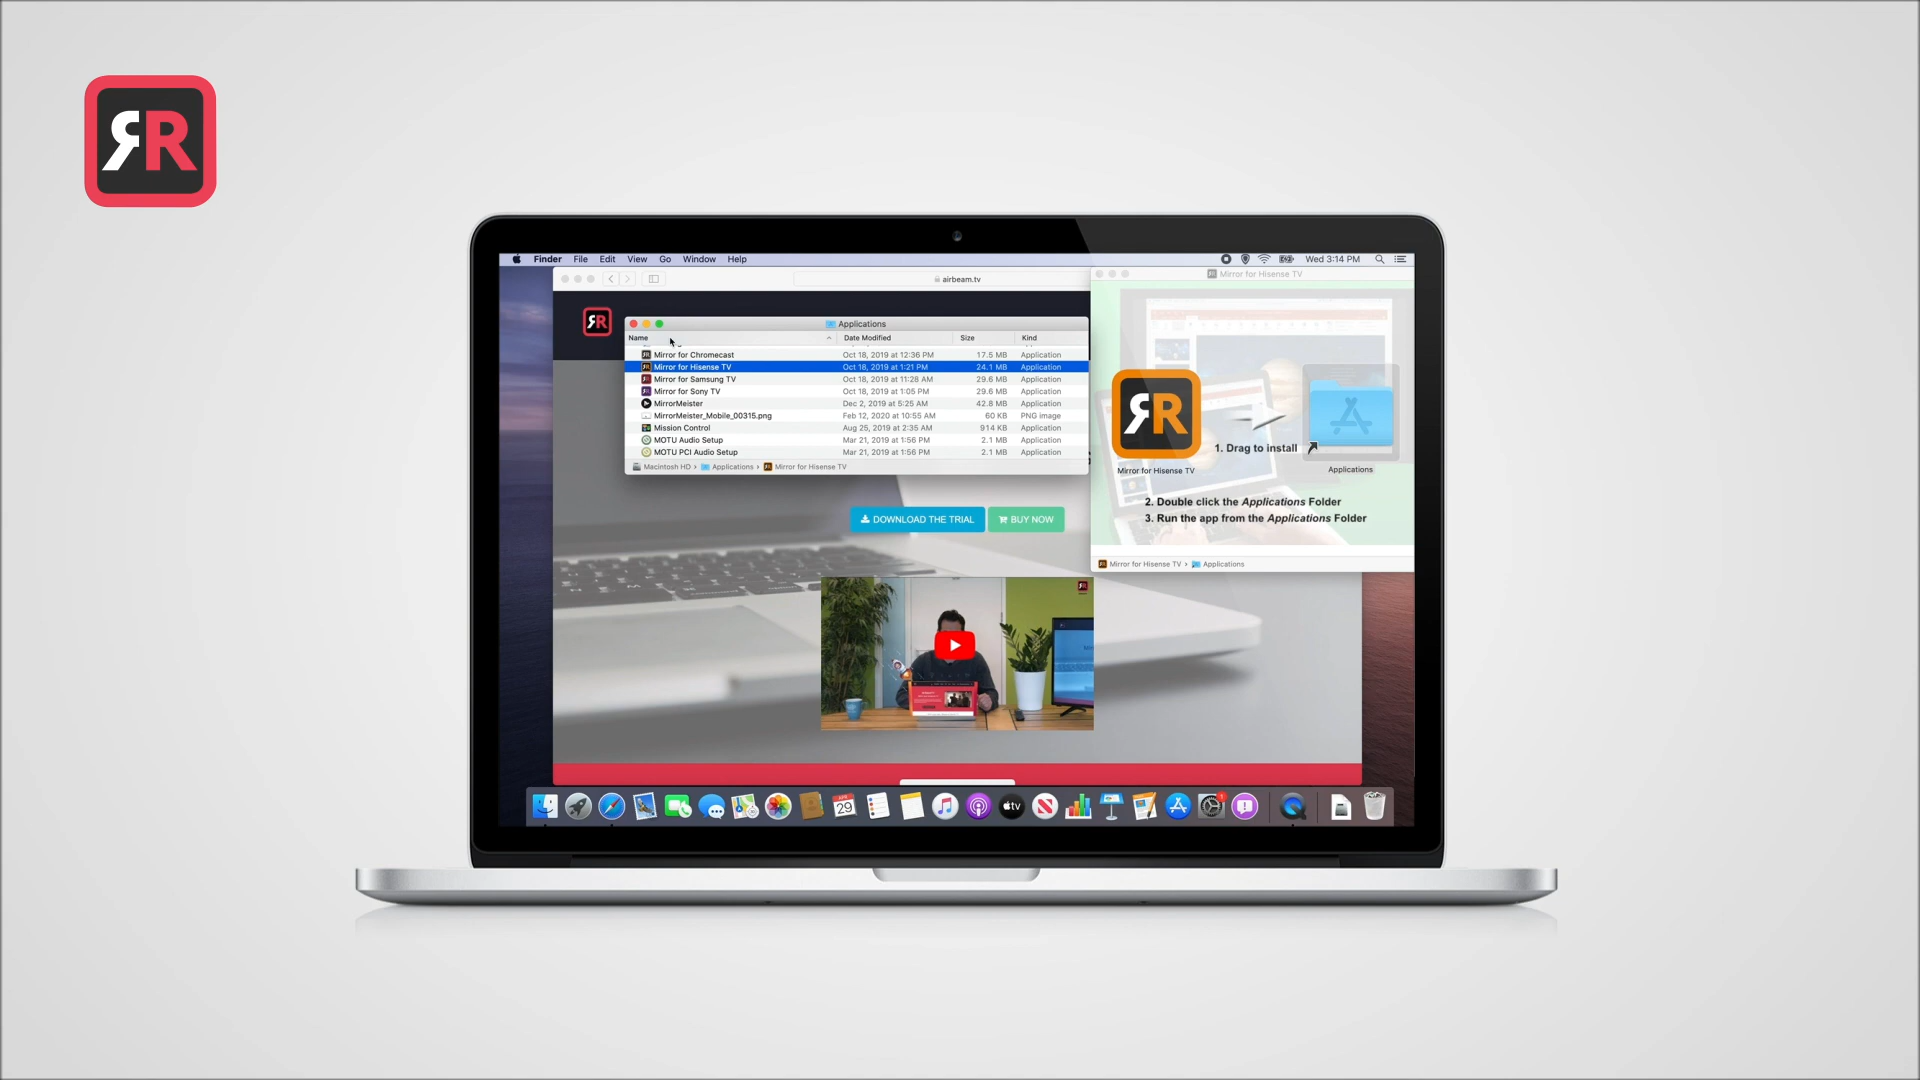 RR
Finder File Edit View Go Window Help Wed 3:14 PM
airbeam.tv
Mirror for Hisense TV
RR
Applications
Name Date Modified Size Kind
Mirror for Chromecast Oct 18, 2019 at 12:36 PM 17.5 MB Application
Mirror for Hisense TV Oct 18, 2019 at 1:21 PM 24.1 MB Application
Mirror for Samsung TV Oct 18, 2019 at 11:28 AM 29.6 MB Application
Mirror for Sony TV Oct 18, 2019 at 1:05 PM 29.6 MB Application
MirrorMeister Dec 2, 2019 at 5:25 AM 42.8 MB Application
MirrorMeister_Mobile_00315.png Feb 12, 2020 at 10:55 AM 60 KB PNG image
Mission Control Aug 25, 2019 at 2:35 AM 914 KB Application
MOTU Audio Setup Mar 21, 2019 at 1:56 PM 2.1 MB Application
MOTU PCI Audio Setup Mar 21, 2019 at 1:56 PM 2.1 MB Application
Macintosh HD › Applications › Mirror for Hisense TV
RR
1. Drag to install
Mirror for Hisense TV Applications
2. Double click the Applications Folder
3. Run the app from the Applications Folder
Mirror for Hisense TV › Applications
DOWNLOAD THE TRIAL BUY NOW
29
tv
1